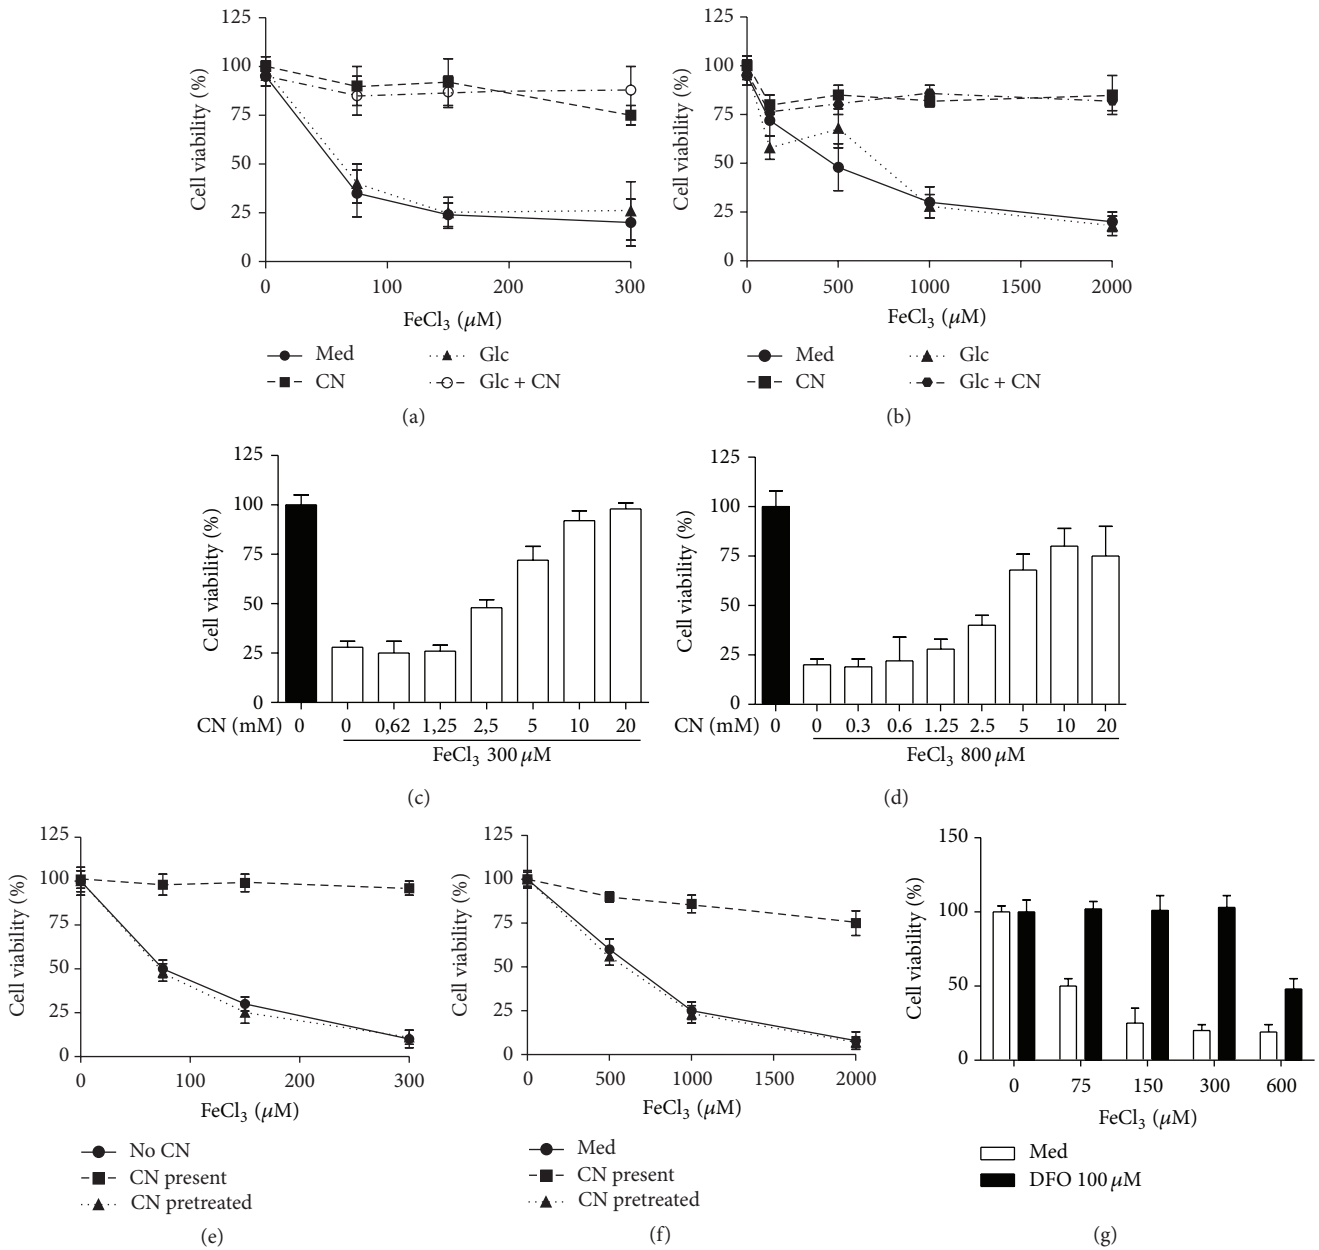 125
100
75
50
25
0
Cell viability (%)
0 100 200 300
FeCl3 (μM)
Med
CN
Glc
Glc + CN
(a)
125
100
75
50
25
0
Cell viability (%)
0 500 1000 1500 2000
FeCl3 (μM)
Med
CN
Glc
Glc + CN
(b)
125
100
75
50
25
0
Cell viability (%)
CN (mM) 0 0 0,62 1,25 2,5 5 10 20
FeCl3 300 μM
(c)
125
100
75
50
25
0
Cell viability (%)
CN (mM) 0 0 0.3 0.6 1.25 2.5 5 10 20
FeCl3 800 μM
(d)
125
100
75
50
25
0
Cell viability (%)
0 100 200 300
FeCl3 (μM)
No CN
CN present
CN pretreated
(e)
125
100
75
50
25
0
Cell viability (%)
0 500 1000 1500 2000
FeCl3 (μM)
Med
CN present
CN pretreated
(f)
150
100
50
0
Cell viability (%)
0 75 150 300 600
FeCl3 (μM)
Med
DFO 100 μM
(g)